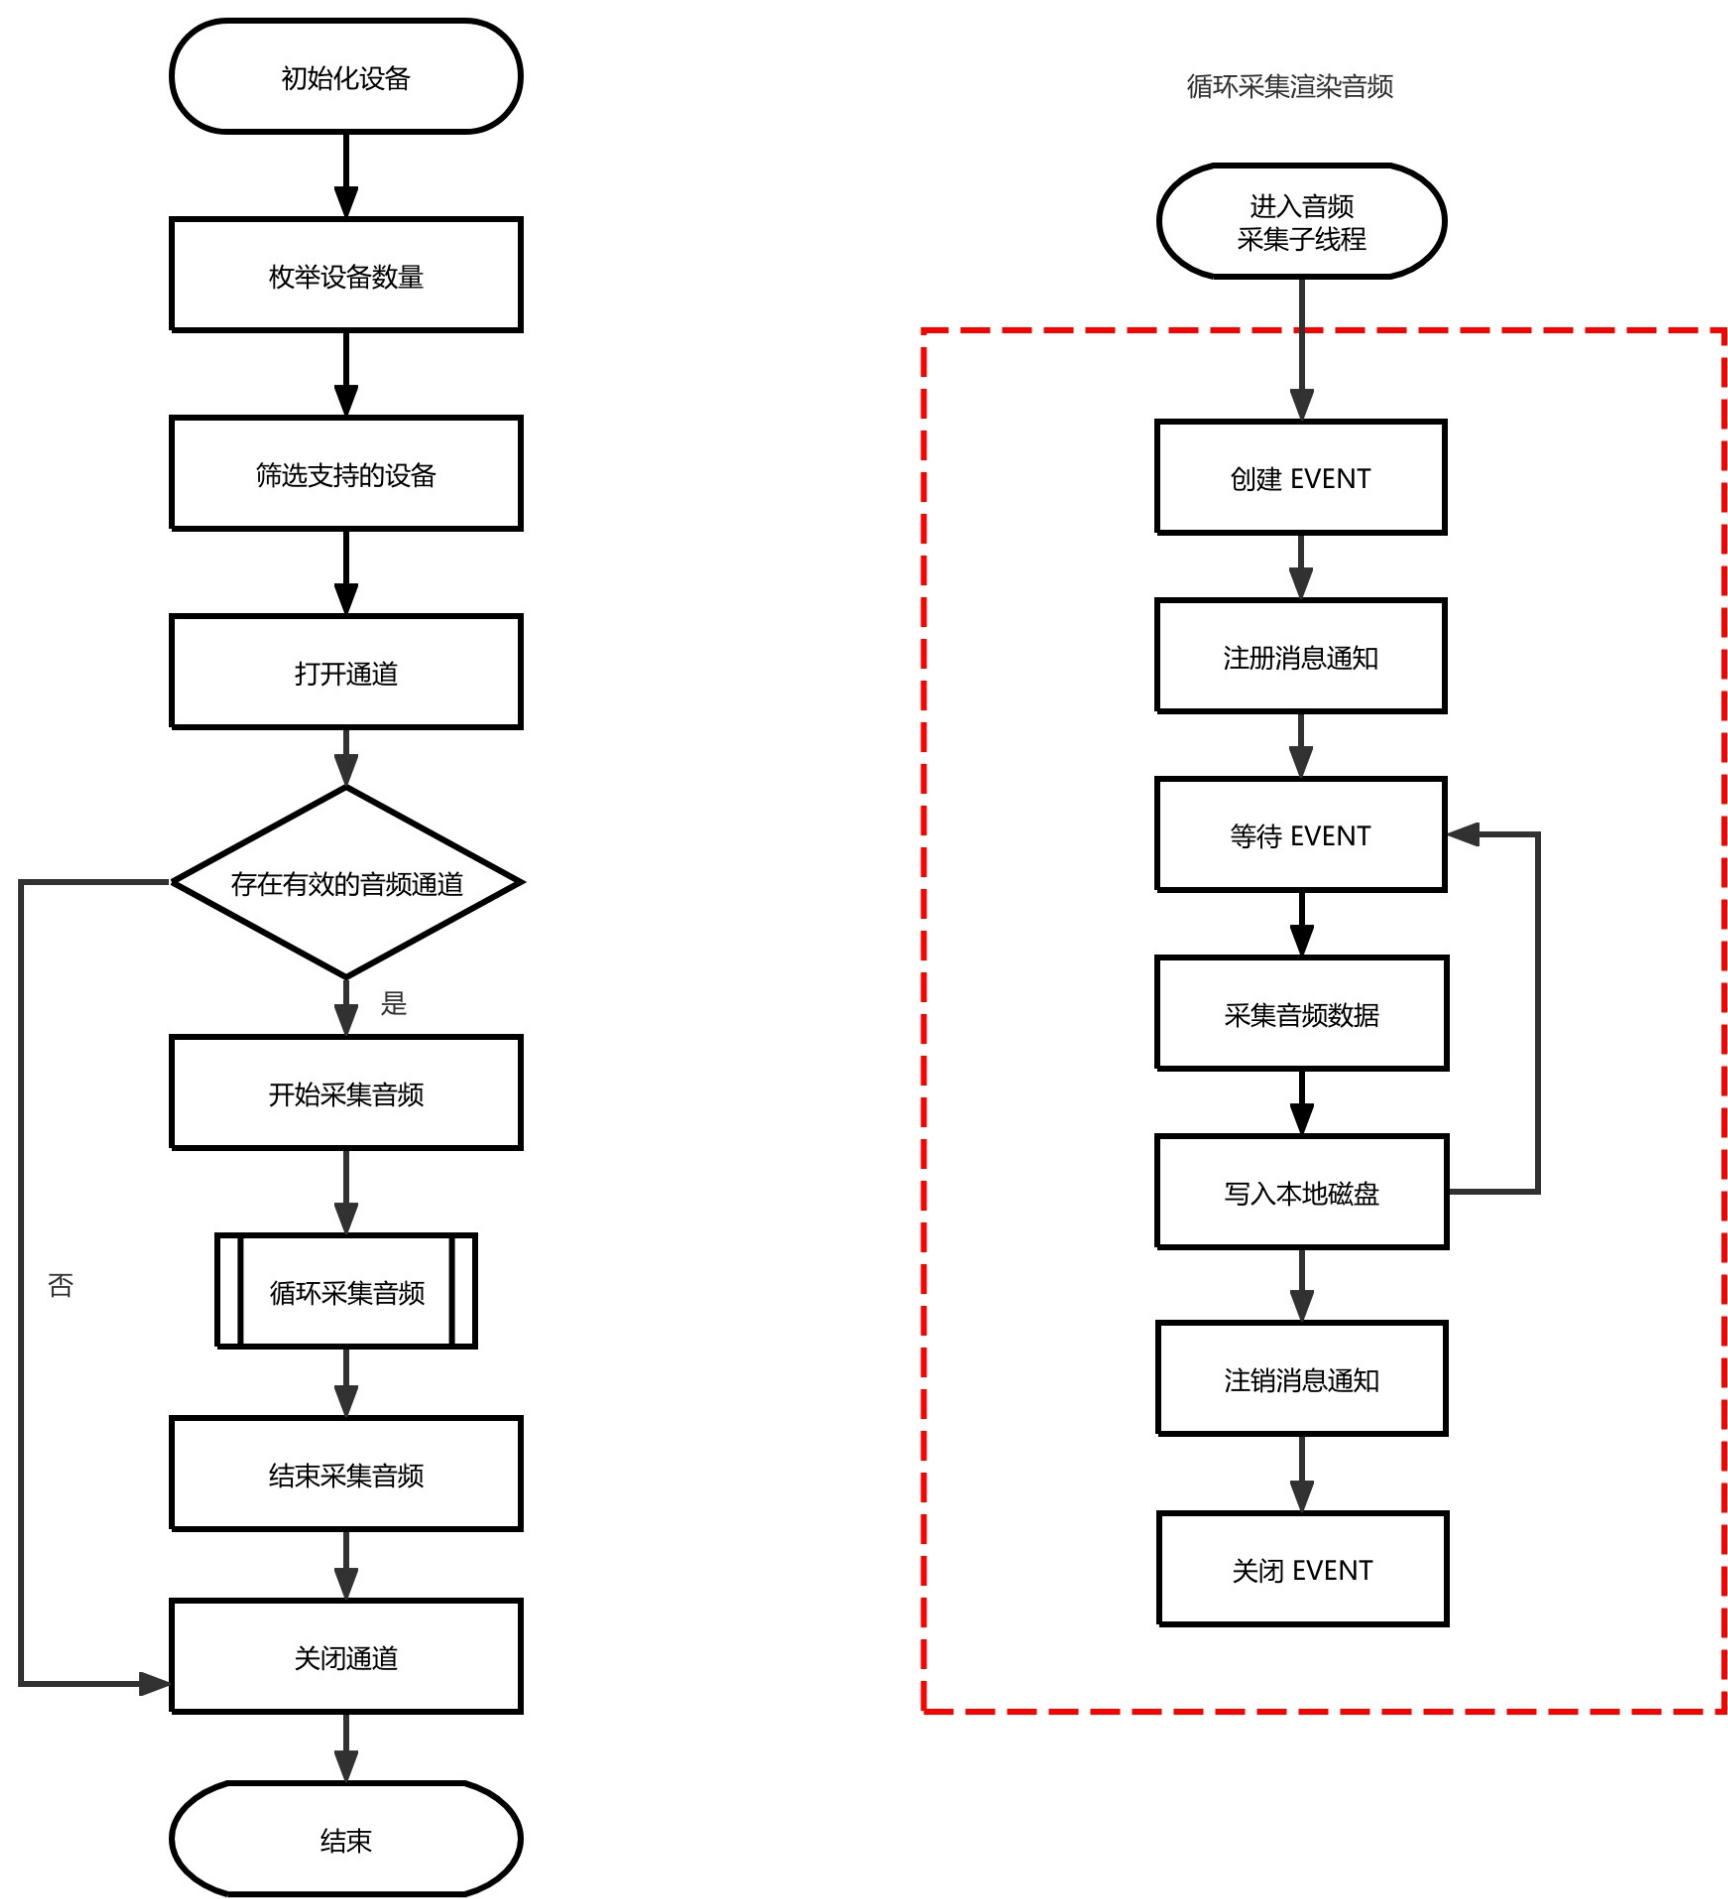 初始化设备
枚举设备数量
筛选支持的设备
打开通道
存在有效的音频通道
是
否
开始采集音频
循环采集音频
结束采集音频
关闭通道
结束
循环采集渲染音频
进入音频
采集子线程
创建 EVENT
注册消息通知
等待 EVENT
采集音频数据
写入本地磁盘
注销消息通知
关闭 EVENT